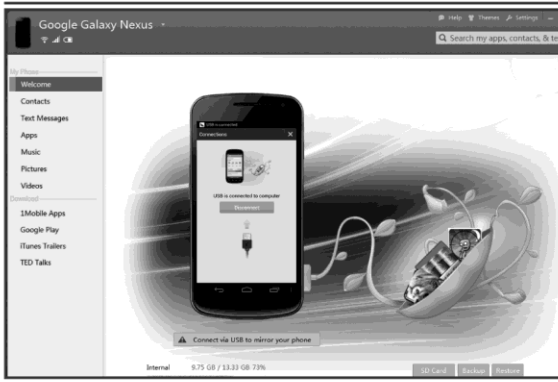 Google Galaxy Nexus
Help Themes Settings
Search my apps, contacts, & te
My Phone
Welcome
Contacts
Text Messages
Apps
Music
Pictures
Videos
Download
1Mobile Apps
Google Play
iTunes Trailers
TED Talks
USB is connected
Connections
USB is connected to computer
Disconnect
Connect via USB to mirror your phone
Internal 9.75 GB / 13.33 GB 73%
SD Card Backup Restore